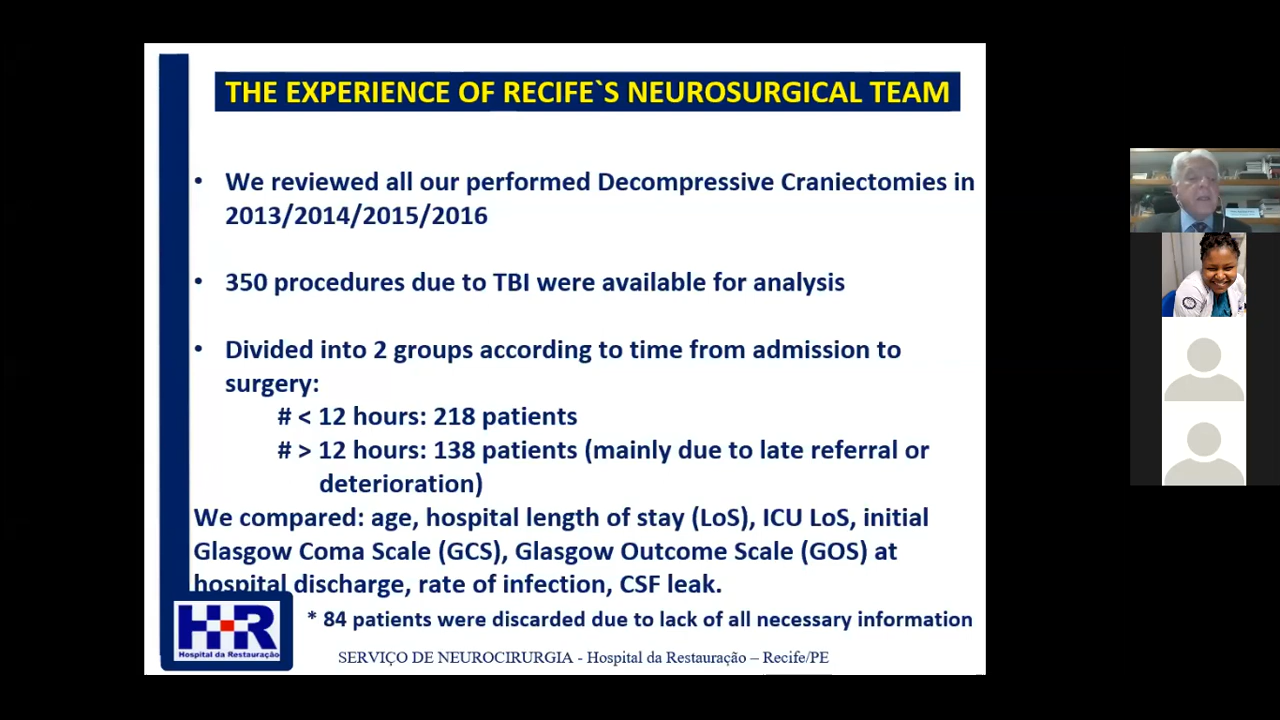 THE EXPERIENCE OF RECIFE`S NEUROSURGICAL TEAM
• We reviewed all our performed Decompressive Craniectomies in
2013/2014/2015/2016
• 350 procedures due to TBI were available for analysis
• Divided into 2 groups according to time from admission to
surgery:
# < 12 hours: 218 patients
# > 12 hours: 138 patients (mainly due to late referral or
deterioration)
We compared: age, hospital length of stay (LoS), ICU LoS, initial
Glasgow Coma Scale (GCS), Glasgow Outcome Scale (GOS) at
hospital discharge, rate of infection, CSF leak.
* 84 patients were discarded due to lack of all necessary information
HR
Hospital da Restauração
SERVIÇO DE NEUROCIRURGIA - Hospital da Restauração – Recife/PE